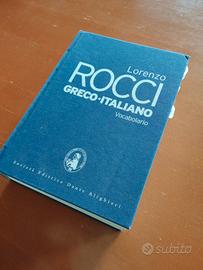 Lorenzo
ROCCI
GRECO-ITALIANO
Vocabolario
Società Editrice Dante Alighieri
subito